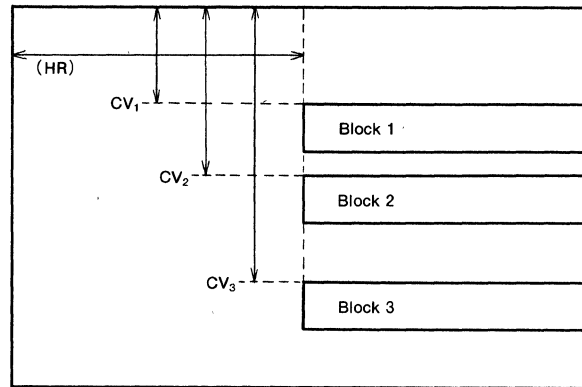 (HR)
CV₁
Block 1
CV₂
Block 2
CV₃
Block 3